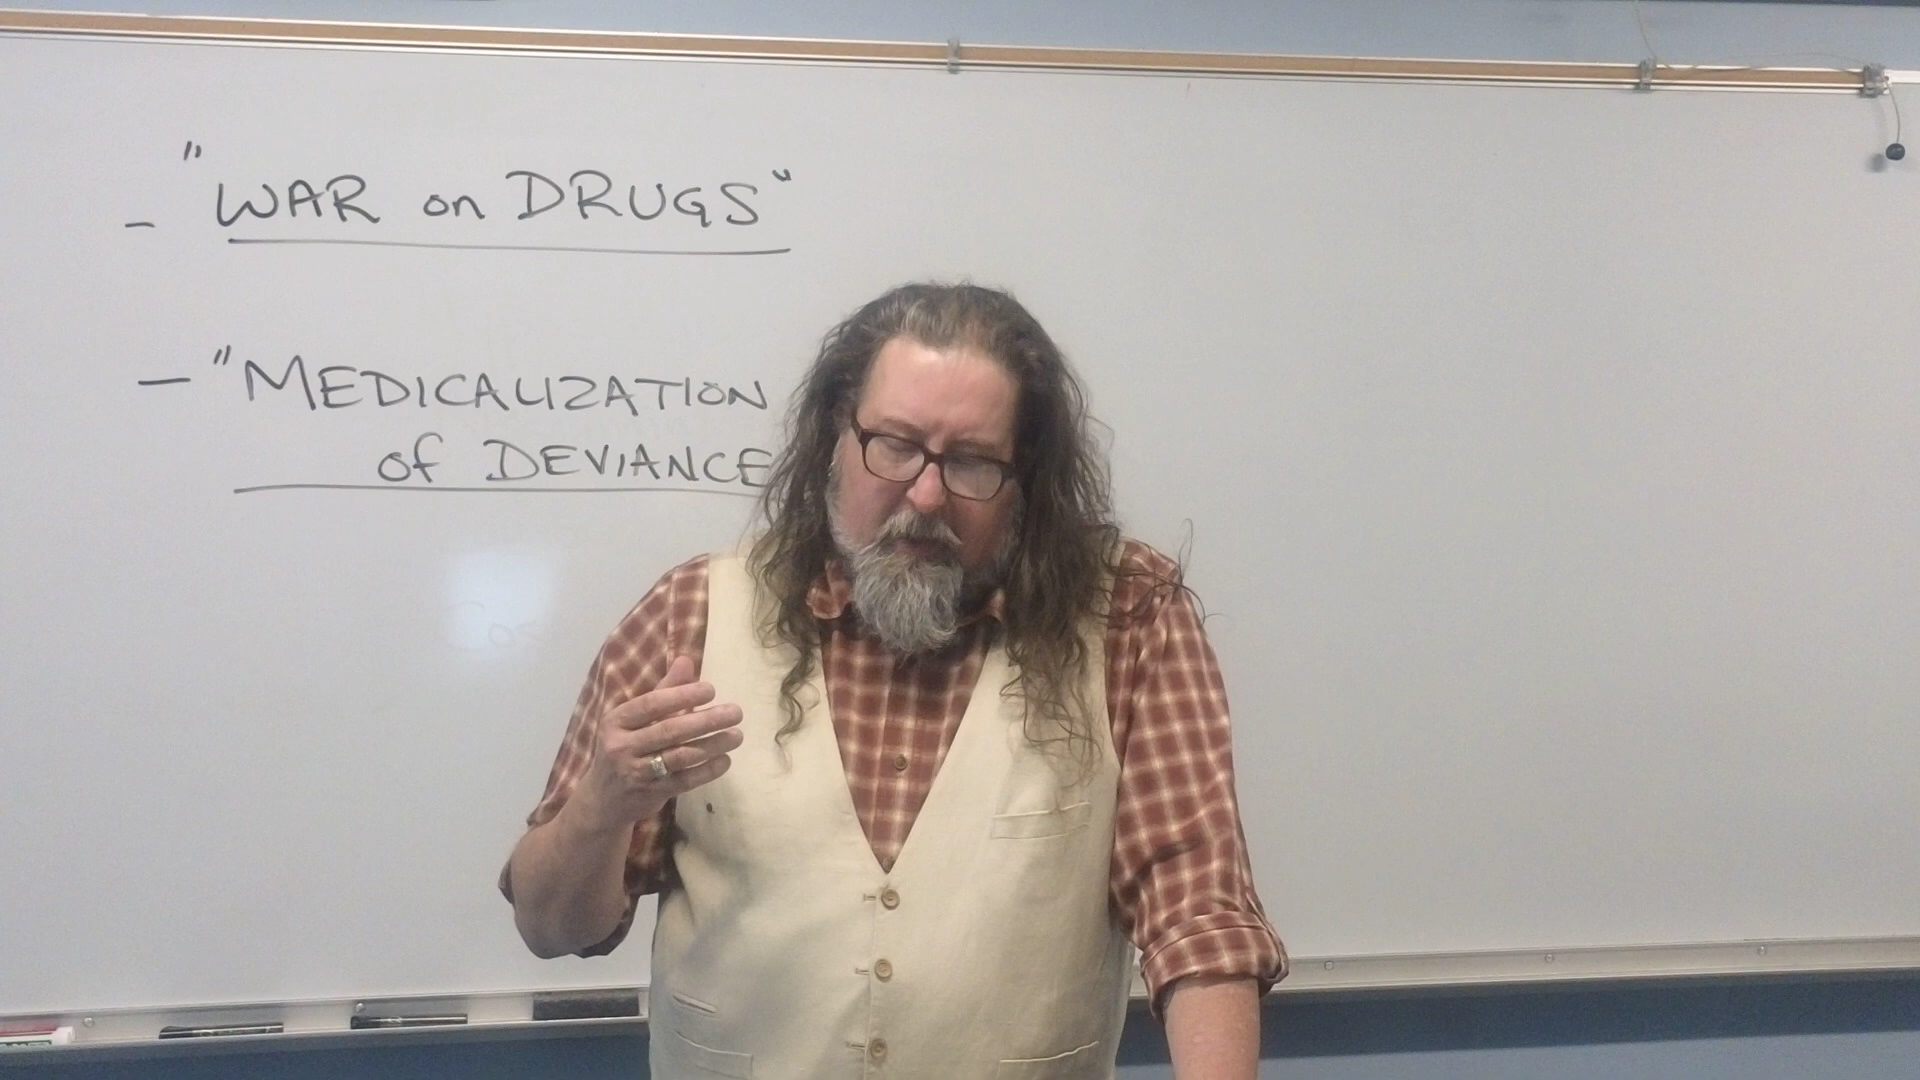 - "WAR on DRUGS"
- "MEDICALIZATION
of DEVIANCE